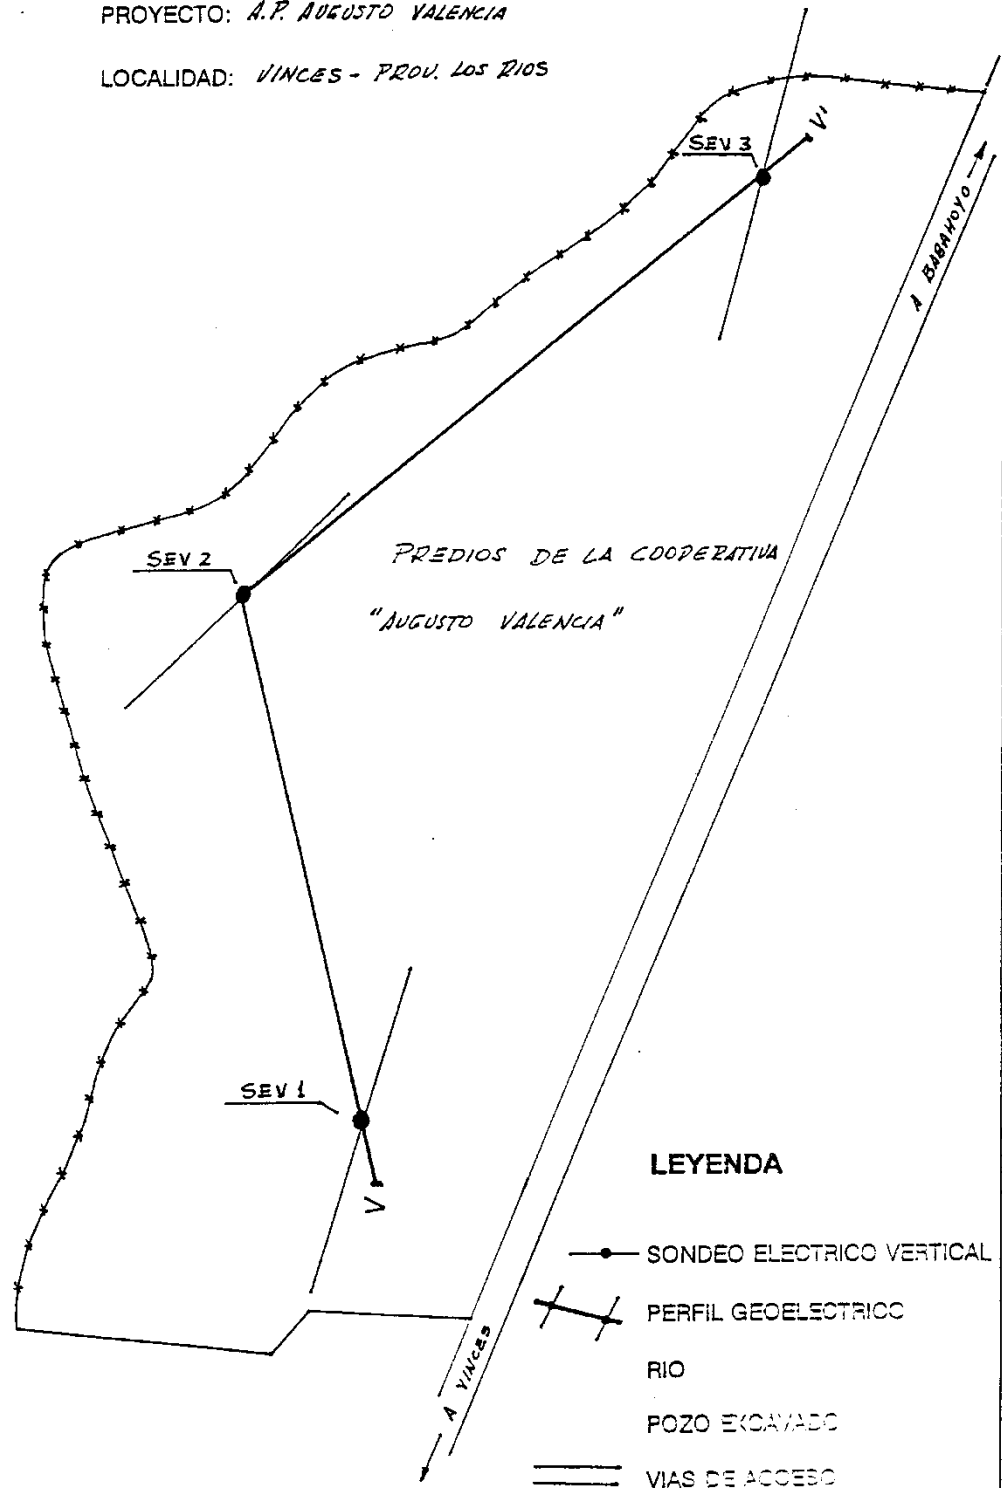 PROYECTO: A.P. AUGUSTO VALENCIA
LOCALIDAD: VINCES - PROV. LOS RIOS
V'
SEV 3
A BABAHOYO
SEV 2
PREDIOS DE LA COOPERATIVA
"AUGUSTO VALENCIA"
SEV 1
V
LEYENDA
SONDEO ELECTRICO VERTICAL
PERFIL GEOELECTRICO
RIO
POZO EXCAVADO
VIAS DE ACCESO
A VINCES